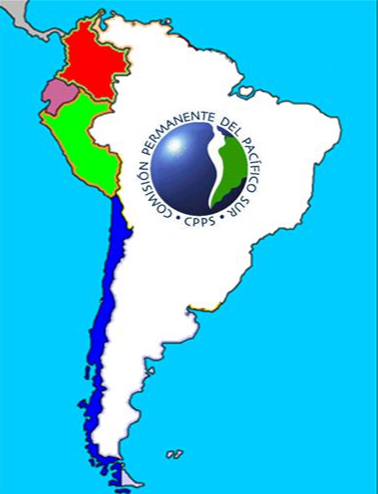 COMISIÓN PERMANENTE DEL PACÍFICO SUR
• CPPS •